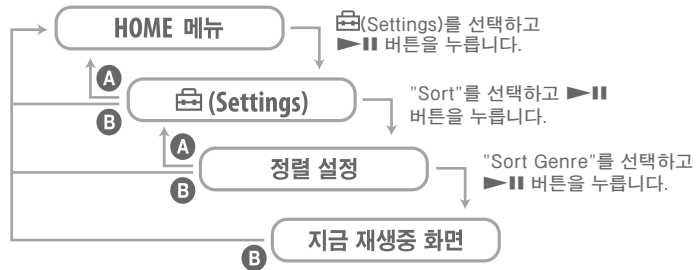 HOME 메뉴
(Settings)를 선택하고
▶II 버튼을 누릅니다.
A
(Settings)
B
"Sort"를 선택하고 ▶II
버튼을 누릅니다.
A
정렬 설정
B
"Sort Genre"를 선택하고
▶II 버튼을 누릅니다.
지금 재생중 화면
B